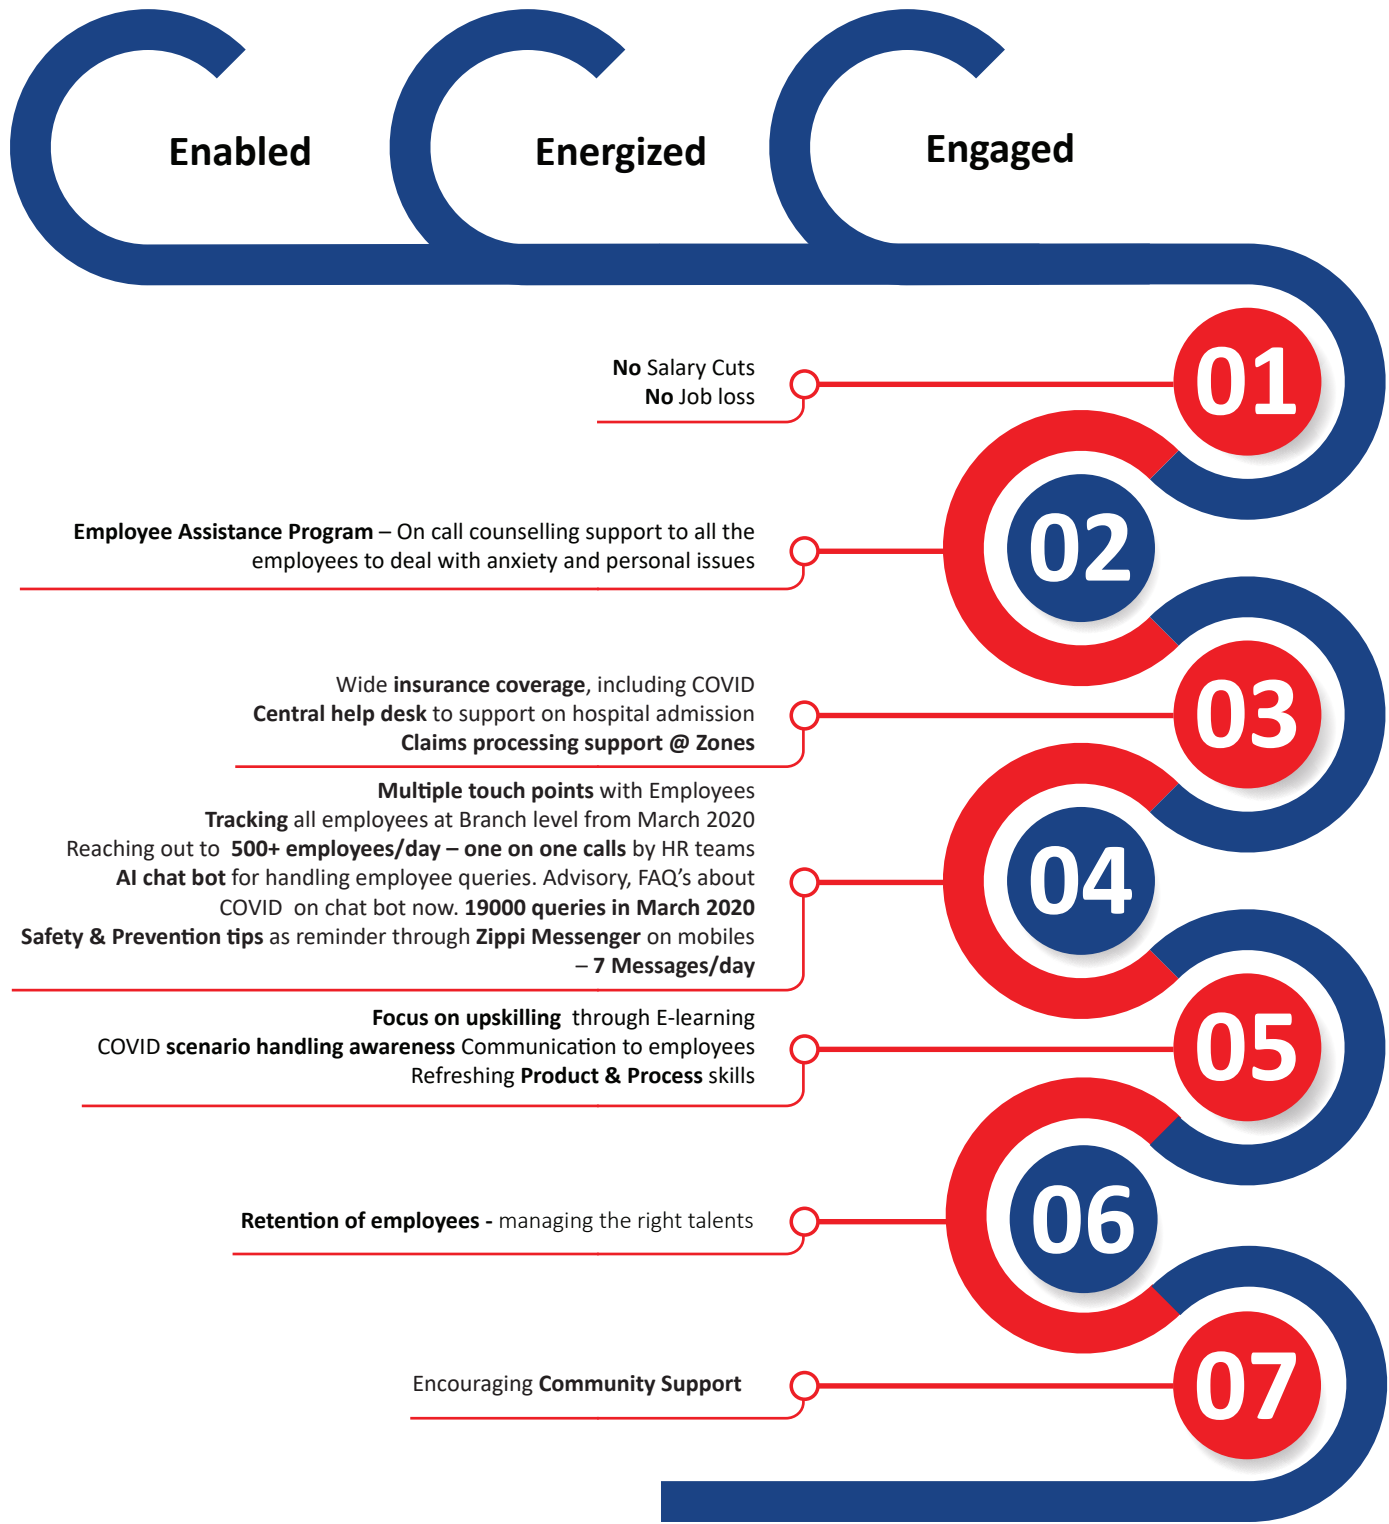 Enabled
Energized
Engaged
01
No Salary Cuts
No Job loss
02
Employee Assistance Program – On call counselling support to all the
employees to deal with anxiety and personal issues
03
Wide insurance coverage, including COVID
Central help desk to support on hospital admission
Claims processing support @ Zones
04
Multiple touch points with Employees
Tracking all employees at Branch level from March 2020
Reaching out to 500+ employees/day – one on one calls by HR teams
AI chat bot for handling employee queries. Advisory, FAQ's about
COVID on chat bot now. 19000 queries in March 2020
Safety & Prevention tips as reminder through Zippi Messenger on mobiles
– 7 Messages/day
05
Focus on upskilling through E-learning
COVID scenario handling awareness Communication to employees
Refreshing Product & Process skills
06
Retention of employees - managing the right talents
07
Encouraging Community Support